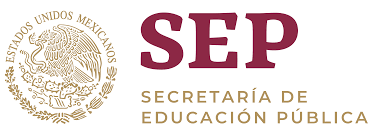 ESTADOS UNIDOS MEXICANOS
SEP
SECRETARÍA DE
EDUCACIÓN PÚBLICA